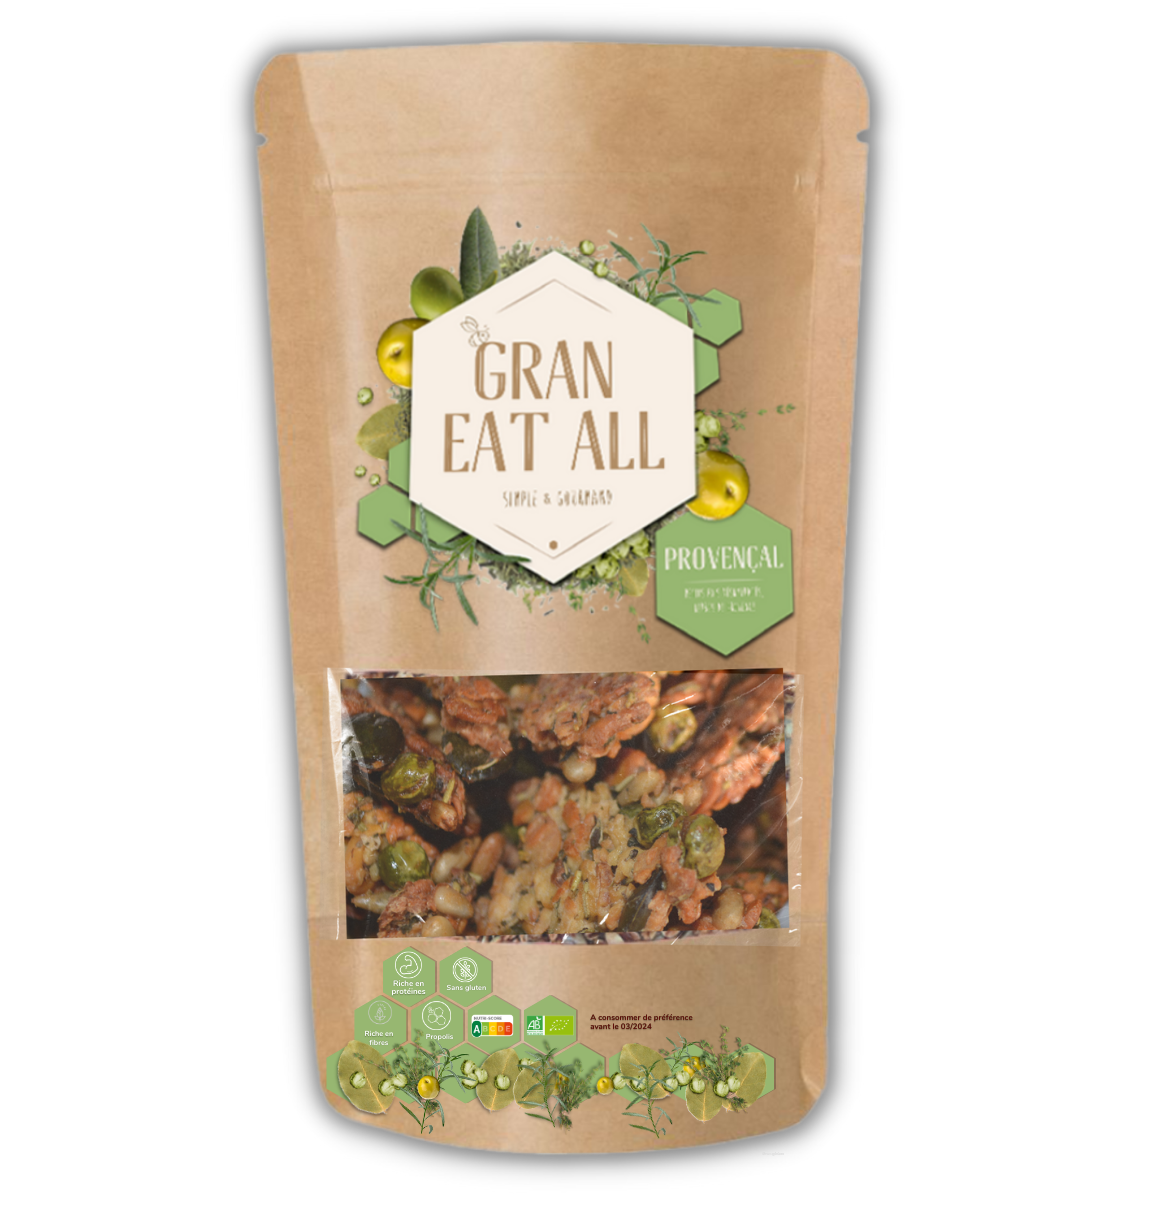 GRAN
EAT ALL
SIMPLE & GOURMAND
PROVENÇAL
Riche en
protéines
Sans gluten
Riche en
fibres
Propolis
NUTRI-SCORE
A B C D E
AB
A consommer de préférence
avant le 03/2024